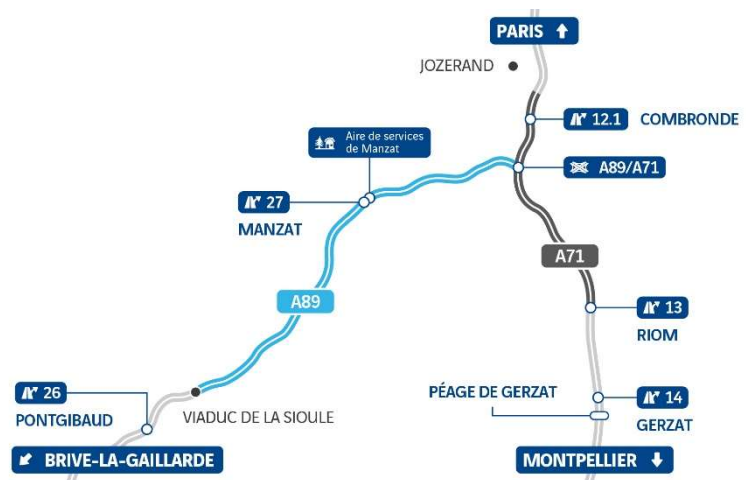 PARIS
JOZERAND
12.1 COMBRONDE
Aire de services
de Manzat
A89/A71
27
MANZAT
A71
A89
13
RIOM
26
PONTGIBAUD
VIADUC DE LA SIOULE
PÉAGE DE GERZAT
14
GERZAT
BRIVE-LA-GAILLARDE
MONTPELLIER